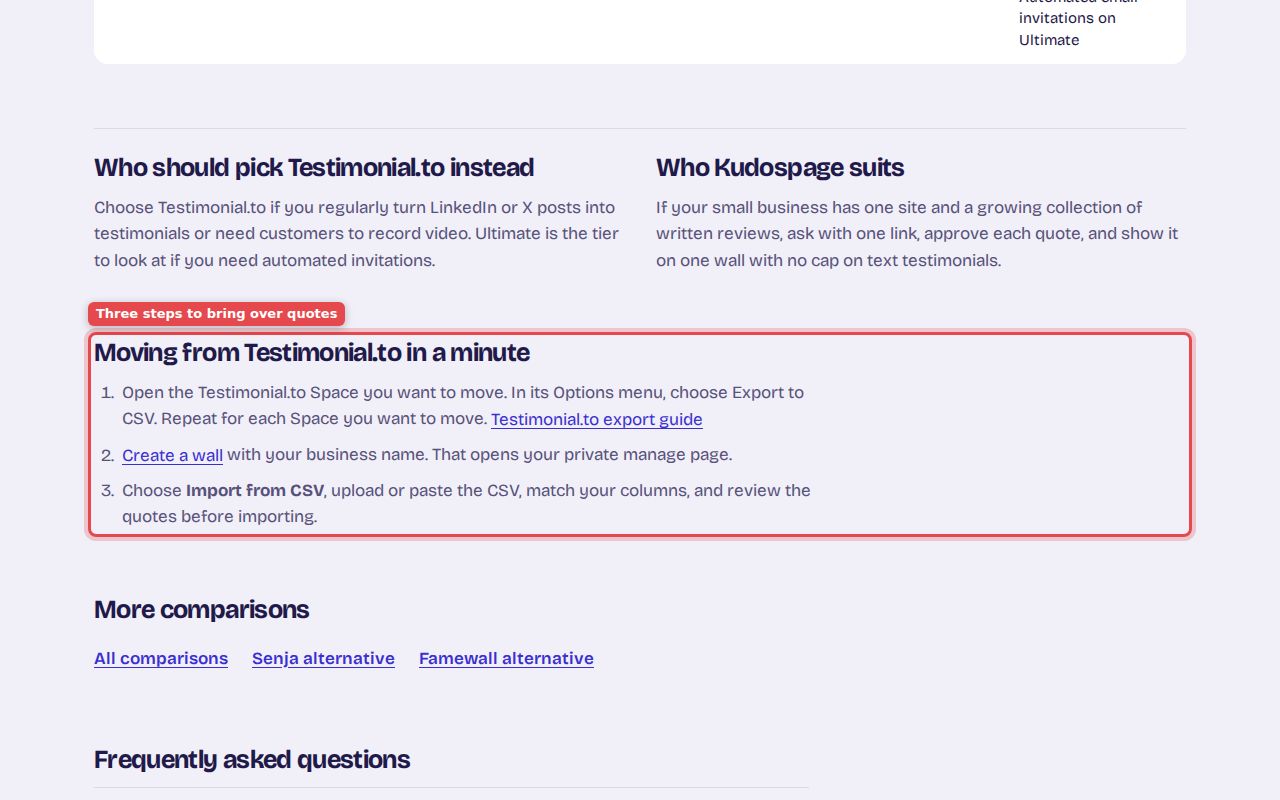 invitations on
Ultimate
Who should pick Testimonial.to instead
Choose Testimonial.to if you regularly turn LinkedIn or X posts into
testimonials or need customers to record video. Ultimate is the tier
to look at if you need automated invitations.
Who Kudospage suits
If your small business has one site and a growing collection of
written reviews, ask with one link, approve each quote, and show it
on one wall with no cap on text testimonials.
Three steps to bring over quotes
Moving from Testimonial.to in a minute
1. Open the Testimonial.to Space you want to move. In its Options menu, choose Export to
CSV. Repeat for each Space you want to move. Testimonial.to export guide
2. Create a wall with your business name. That opens your private manage page.
3. Choose Import from CSV, upload or paste the CSV, match your columns, and review the
quotes before importing.
More comparisons
All comparisons Senja alternative Famewall alternative
Frequently asked questions